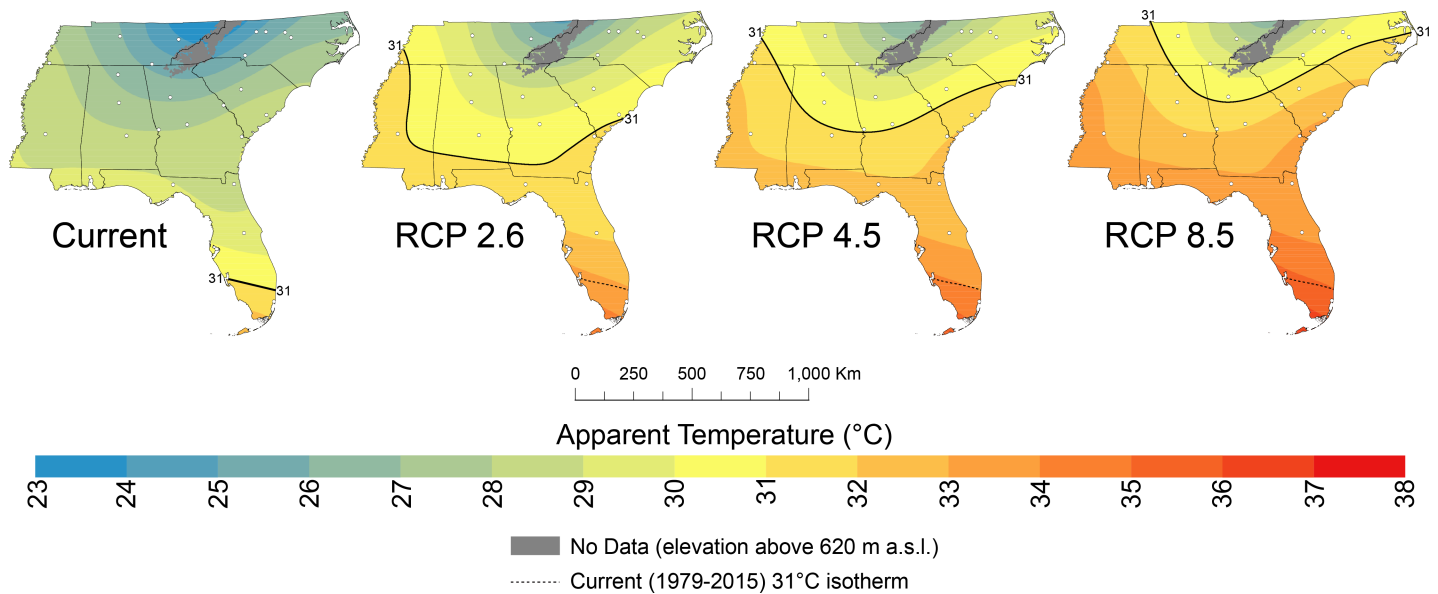 31
31
31
31
31
31
31
31
Current
RCP 2.6
RCP 4.5
RCP 8.5
0 250 500 750 1,000 Km
Apparent Temperature (°C)
23 24 25 26 27 28 29 30 31 32 33 34 35 36 37 38
No Data (elevation above 620 m a.s.l.)
Current (1979-2015) 31°C isotherm